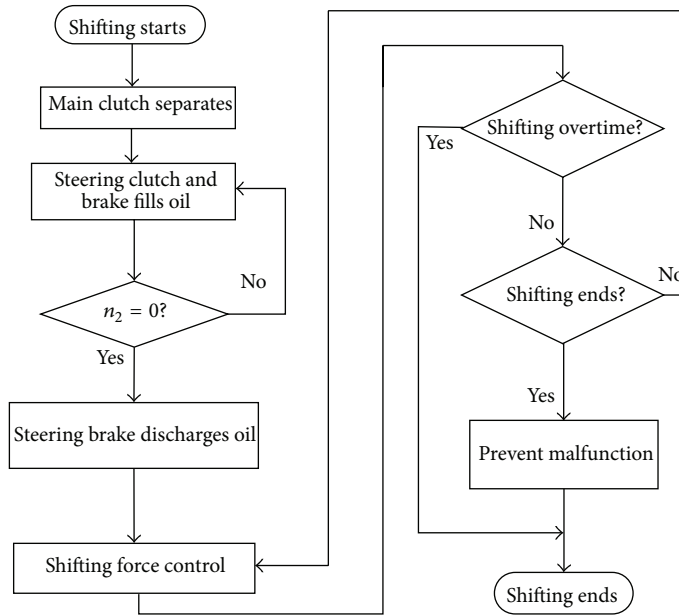 Shifting starts
Main clutch separates
Steering clutch and
brake fills oil
No
n₂ = 0?
Yes
Steering brake discharges oil
Shifting force control
Shifting overtime?
Yes
No
Shifting ends?
No
Yes
Prevent malfunction
Shifting ends